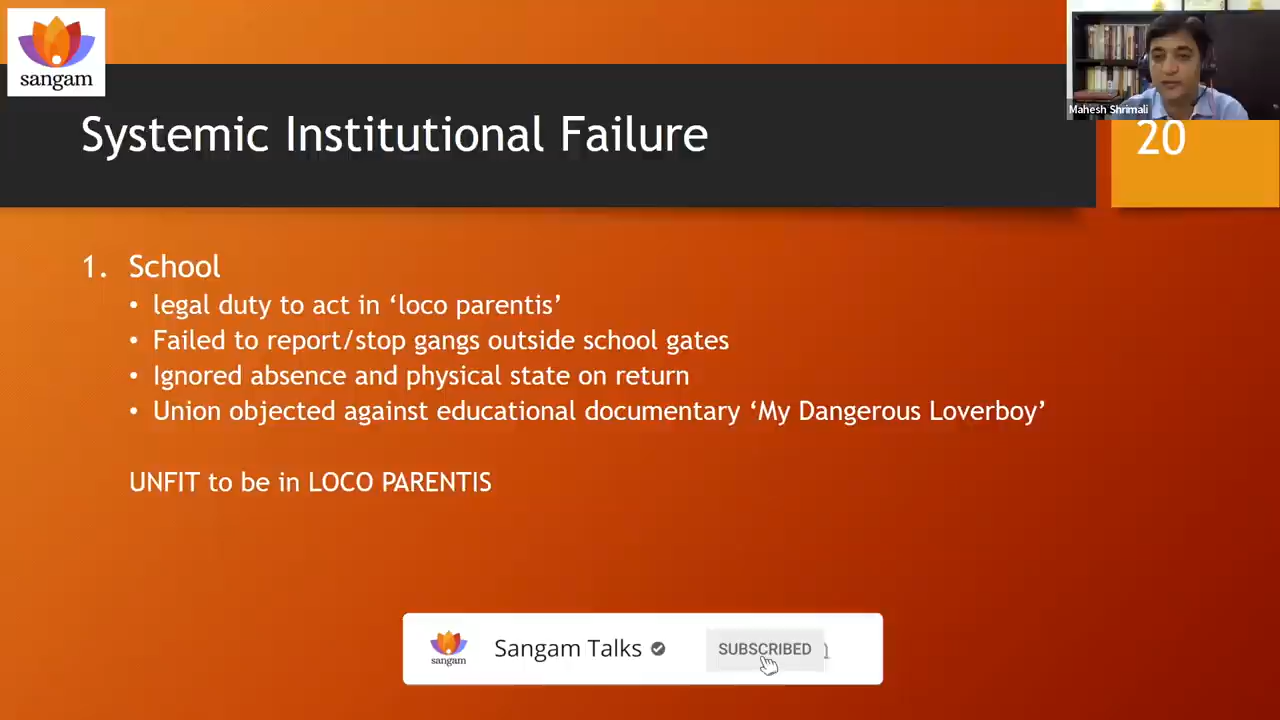 sangam
Mahesh Shrimali
Systemic Institutional Failure
20
1. School
• legal duty to act in ‘loco parentis’
• Failed to report/stop gangs outside school gates
• Ignored absence and physical state on return
• Union objected against educational documentary ‘My Dangerous Loverboy’
UNFIT to be in LOCO PARENTIS
sangam
Sangam Talks
SUBSCRIBED